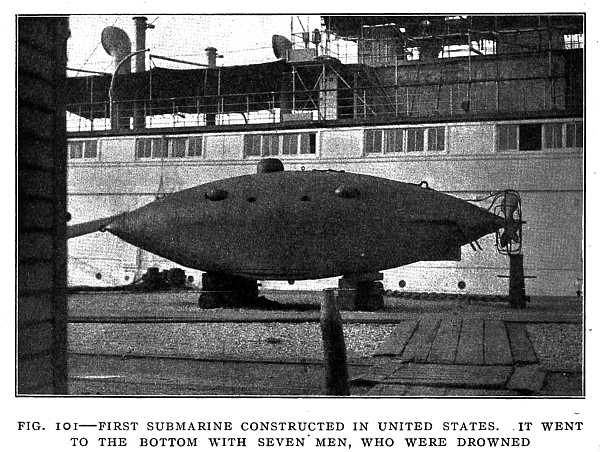 FIG. 101—FIRST SUBMARINE CONSTRUCTED IN UNITED STATES. IT WENT
TO THE BOTTOM WITH SEVEN MEN, WHO WERE DROWNED